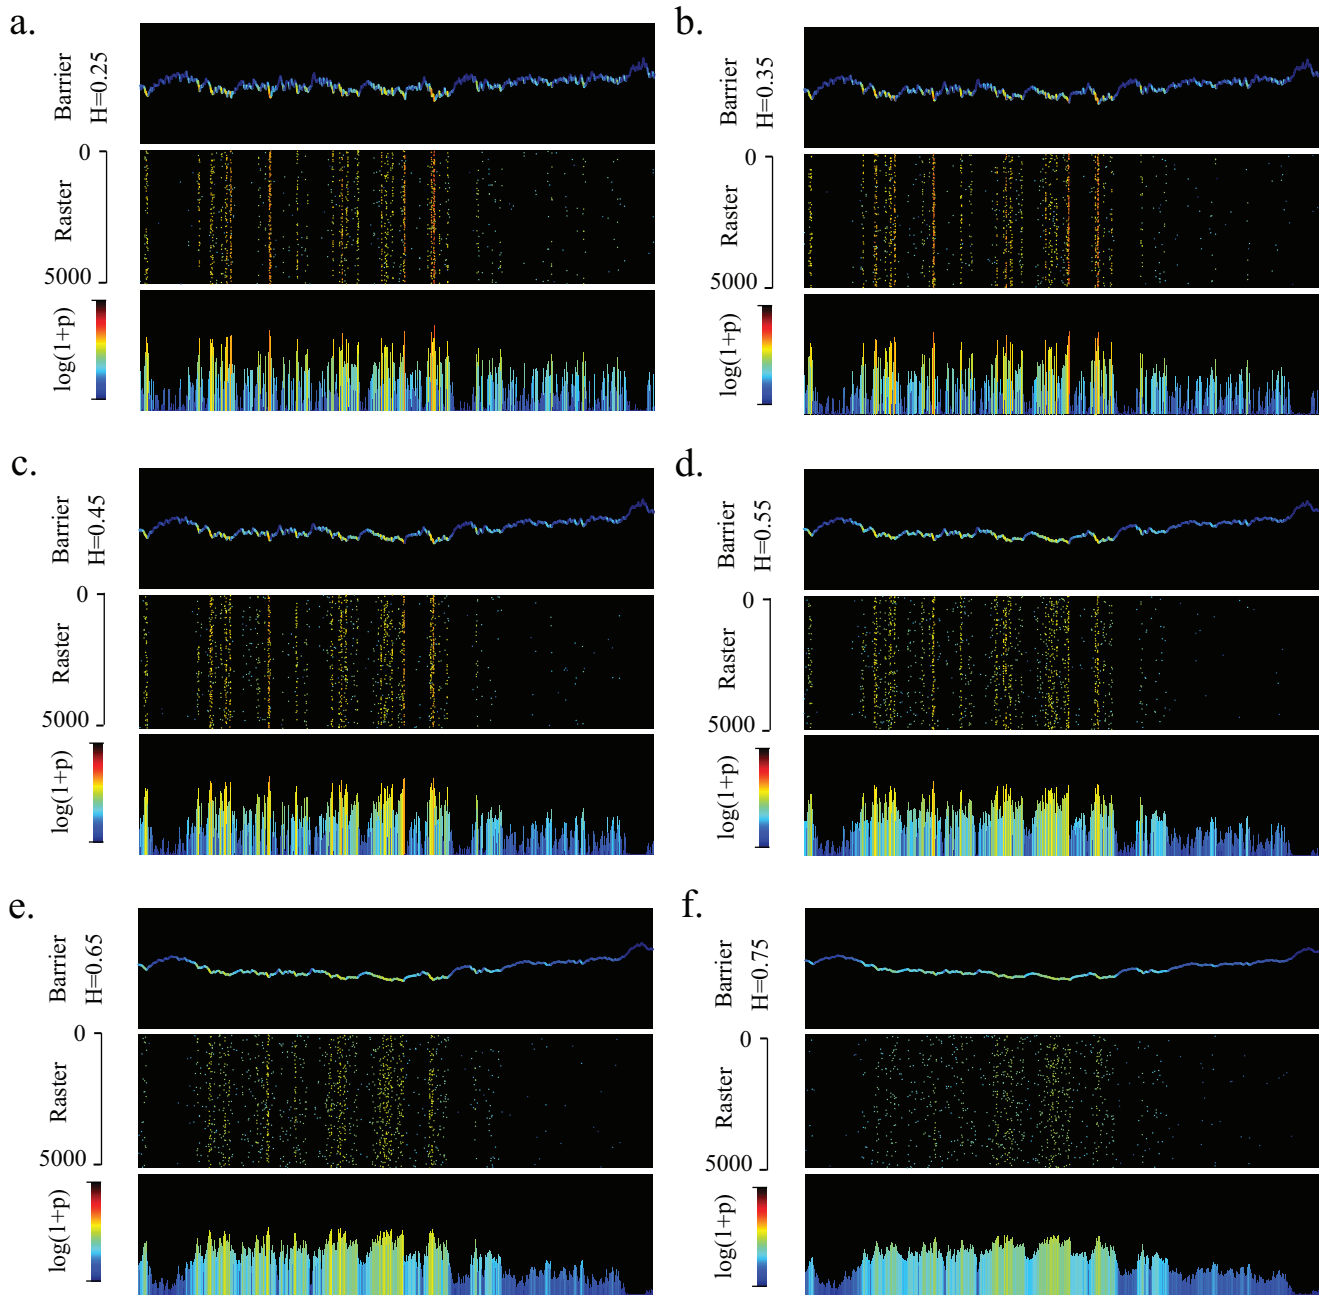 a.
Barrier
H=0.25
0
Raster
5000
log(1+p)
b.
Barrier
H=0.35
0
Raster
5000
log(1+p)
c.
Barrier
H=0.45
0
Raster
5000
log(1+p)
d.
Barrier
H=0.55
0
Raster
5000
log(1+p)
e.
Barrier
H=0.65
0
Raster
5000
log(1+p)
f.
Barrier
H=0.75
0
Raster
5000
log(1+p)